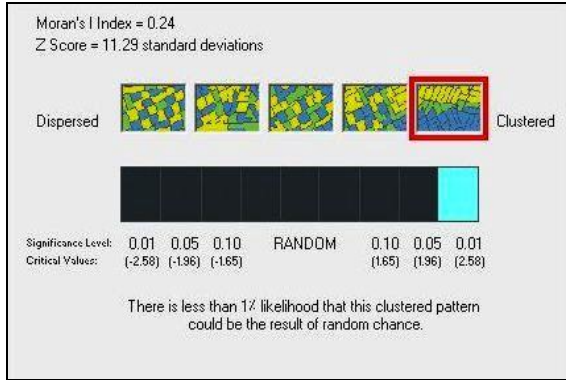 Moran's I Index = 0.24
Z Score = 11.29 standard deviations
Dispersed
Clustered
Significance Level: 0.01 0.05 0.10 RANDOM 0.10 0.05 0.01
Critical Values: (-2.58) (-1.96) (-1.65) (1.65) (1.96) (2.58)
There is less than 1% likelihood that this clustered pattern
could be the result of random chance.